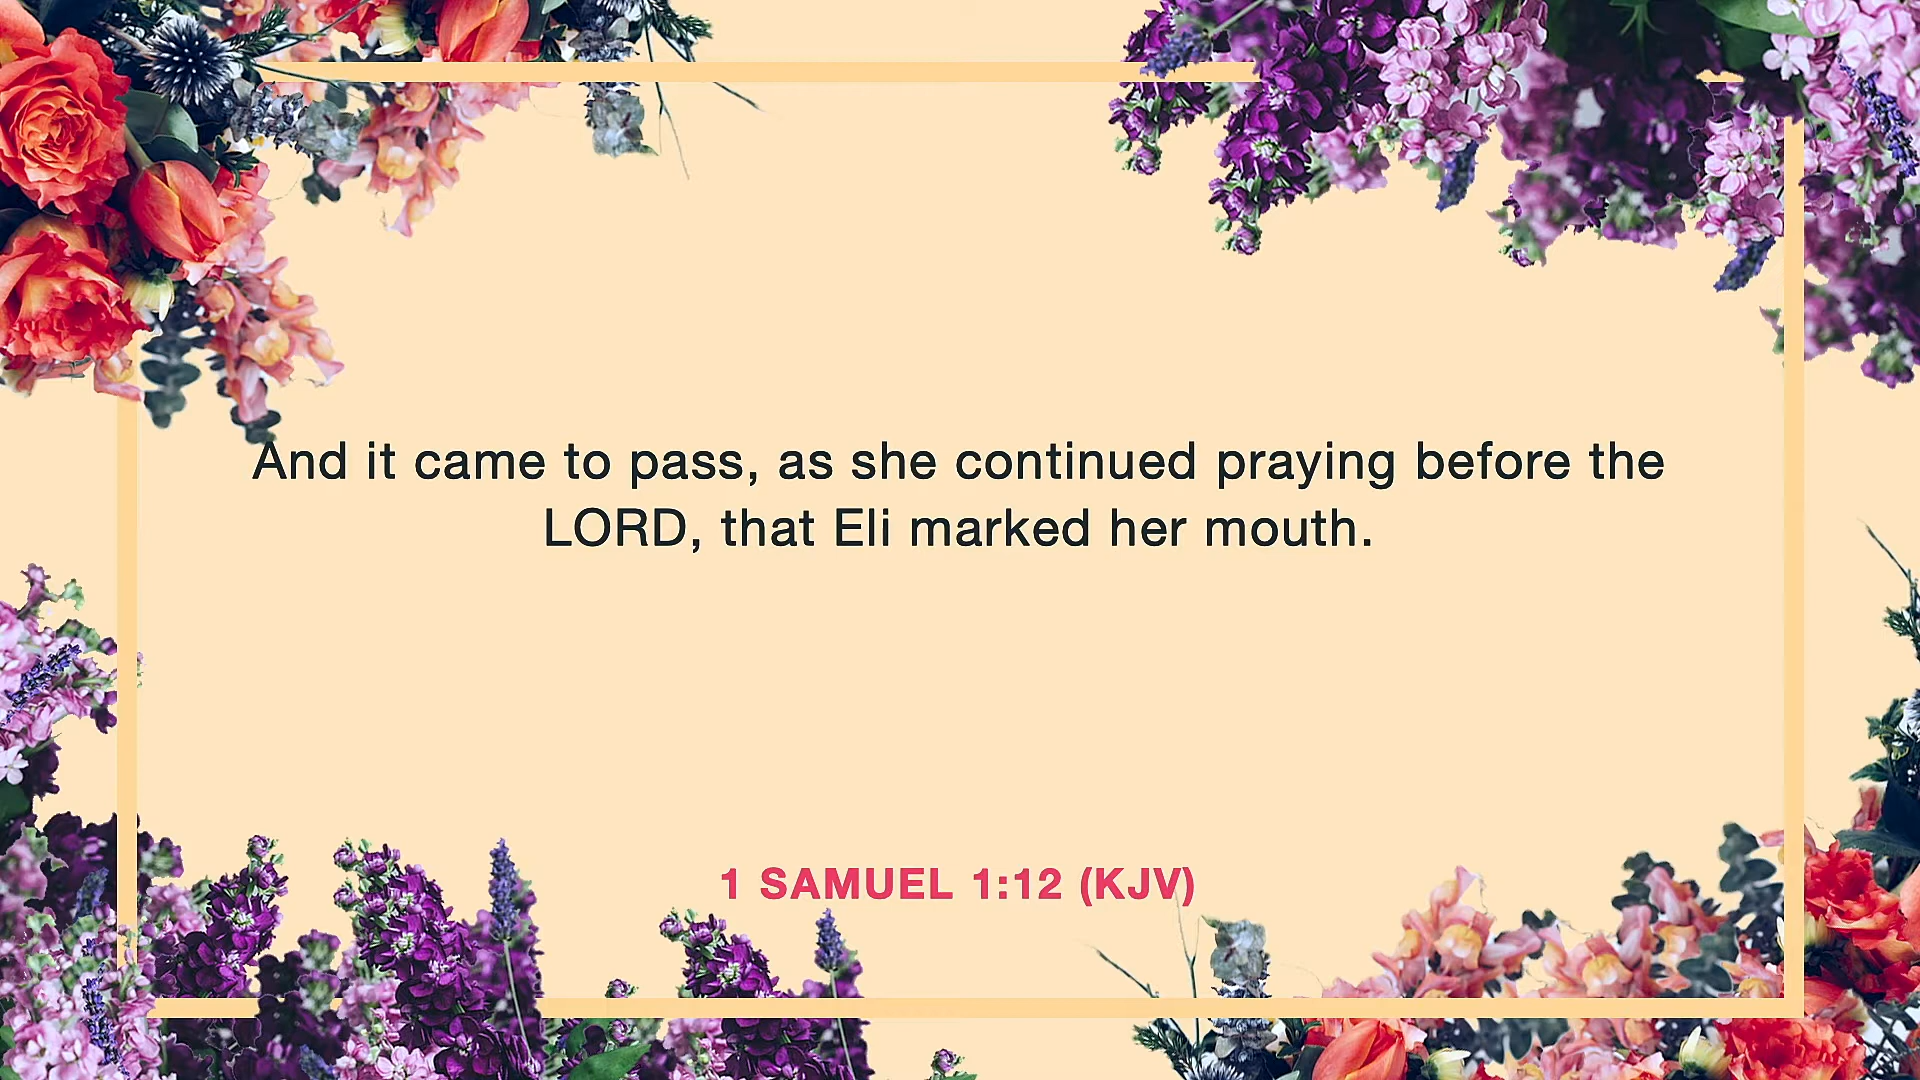 And it came to pass, as she continued praying before the
LORD, that Eli marked her mouth.
1 SAMUEL 1:12 (KJV)